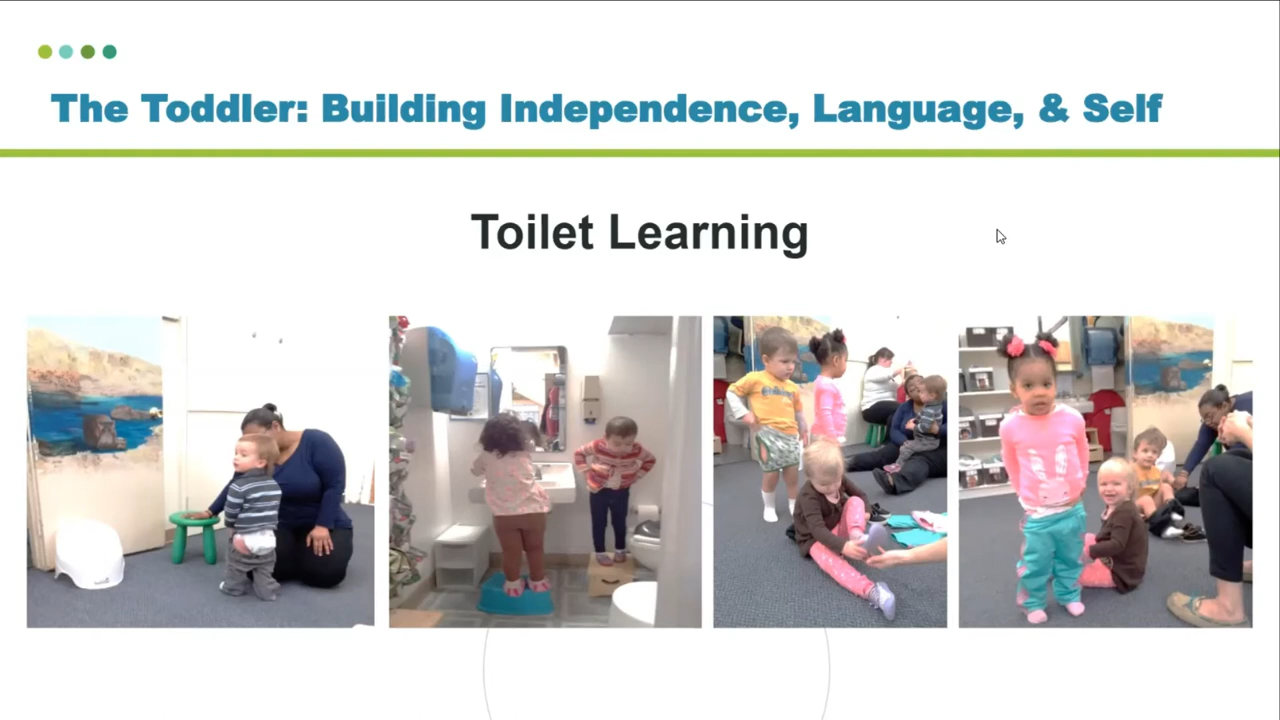 The Toddler: Building Independence, Language, & Self
Toilet Learning